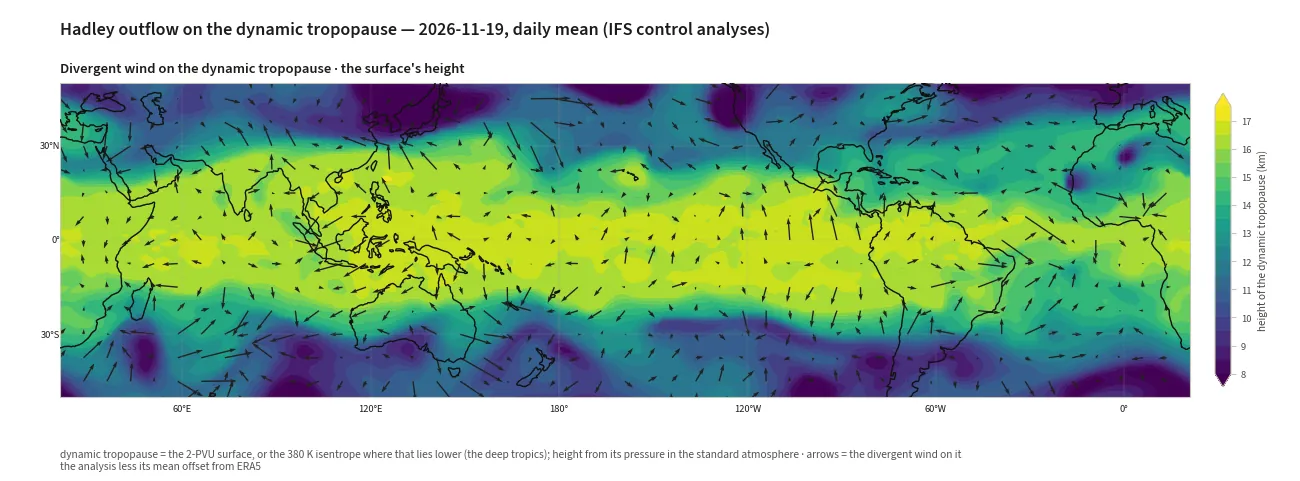 Hadley outflow on the dynamic tropopause — 2026-11-19, daily mean (IFS control analyses)
Divergent wind on the dynamic tropopause · the surface's height
30°N
0°
30°S
60°E
120°E
180°
120°W
60°W
0°
17
16
15
14
13
12
11
10
9
8
height of the dynamic tropopause (km)
dynamic tropopause = the 2-PVU surface, or the 380 K isentrope where that lies lower (the deep tropics); height from its pressure in the standard atmosphere · arrows = the divergent wind on it
the analysis less its mean offset from ERA5